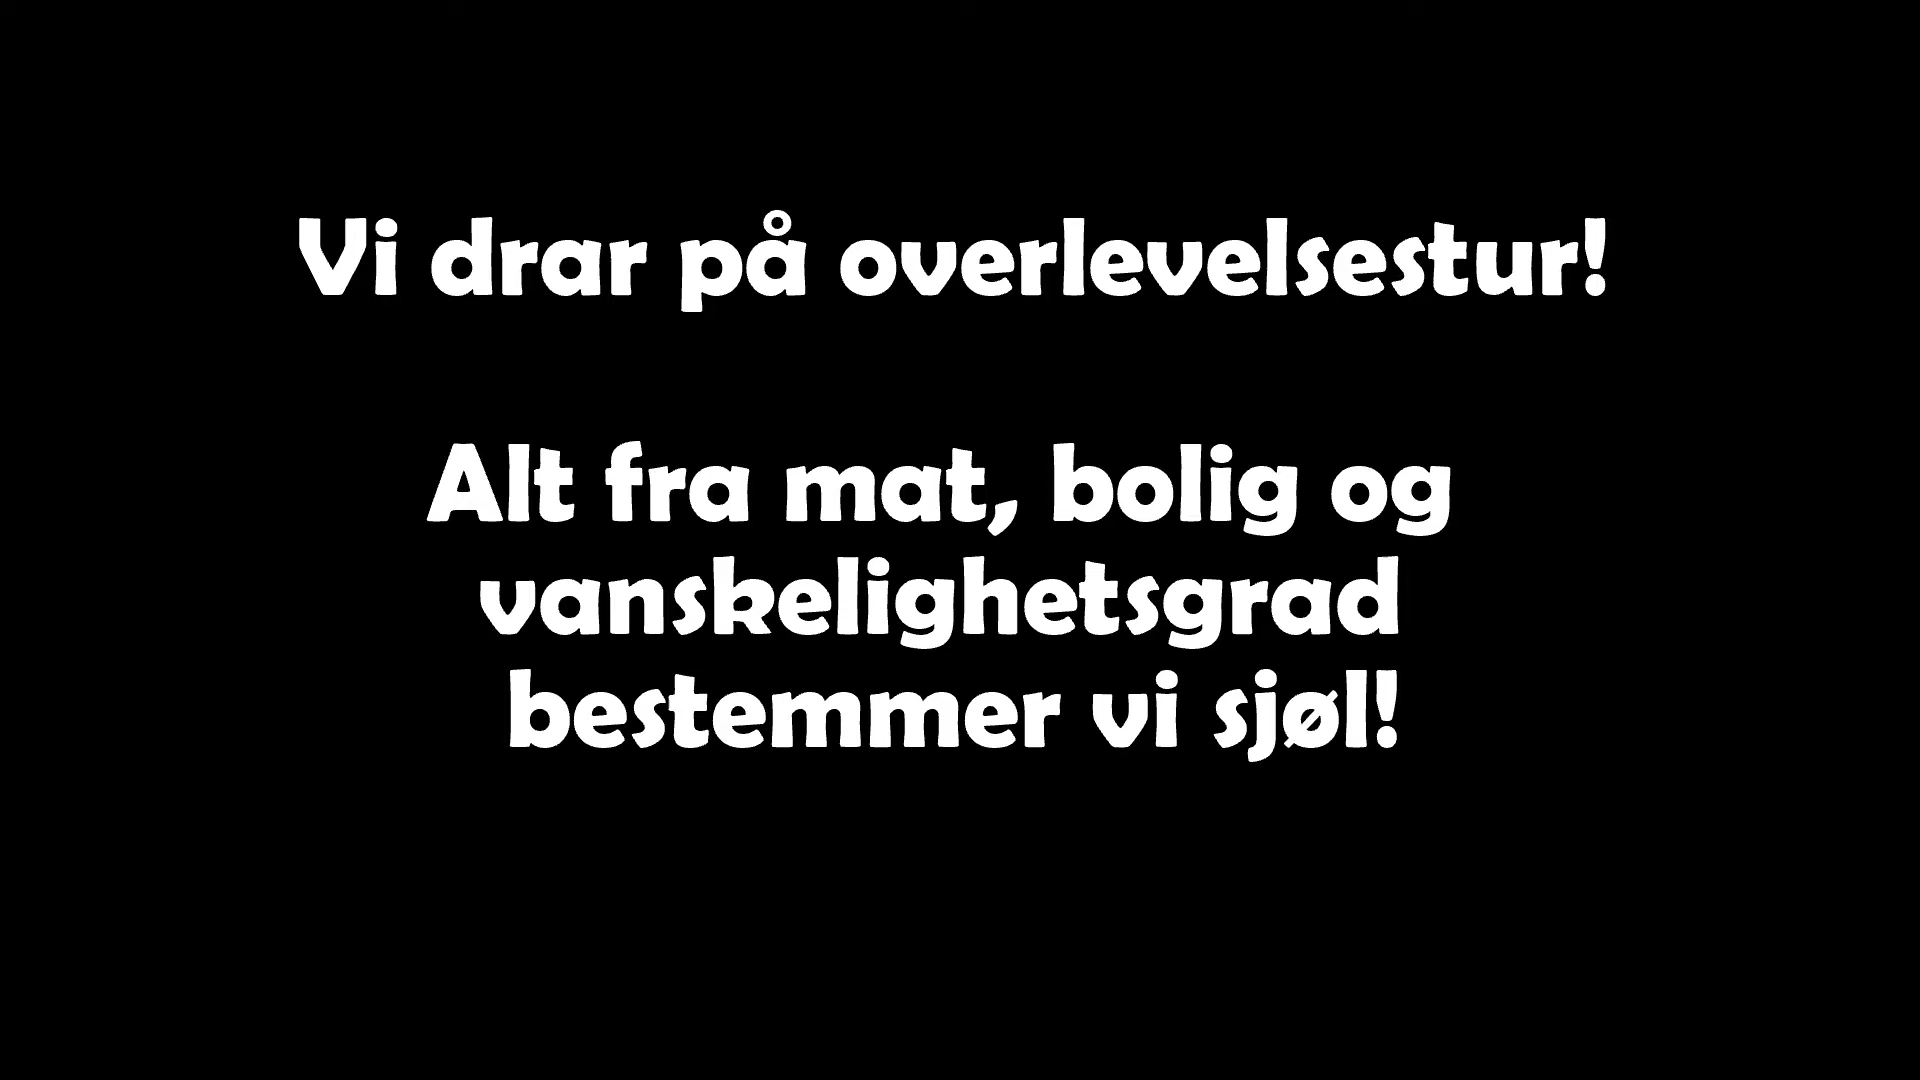 Vi drar på overlevelsestur!
Alt fra mat, bolig og
vanskelighetsgrad
bestemmer vi sjøl!